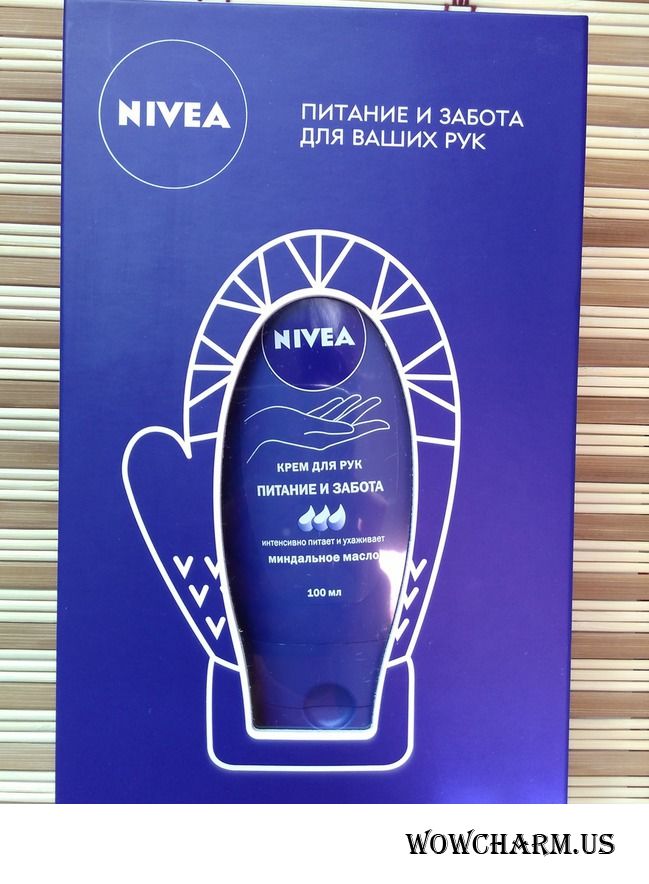 NIVEA
ПИТАНИЕ И ЗАБОТА
ДЛЯ ВАШИХ РУК
NIVEA
КРЕМ ДЛЯ РУК
ПИТАНИЕ И ЗАБОТА
интенсивно питает и ухаживает
миндальное масло
100 мл
WOWCHARM.US